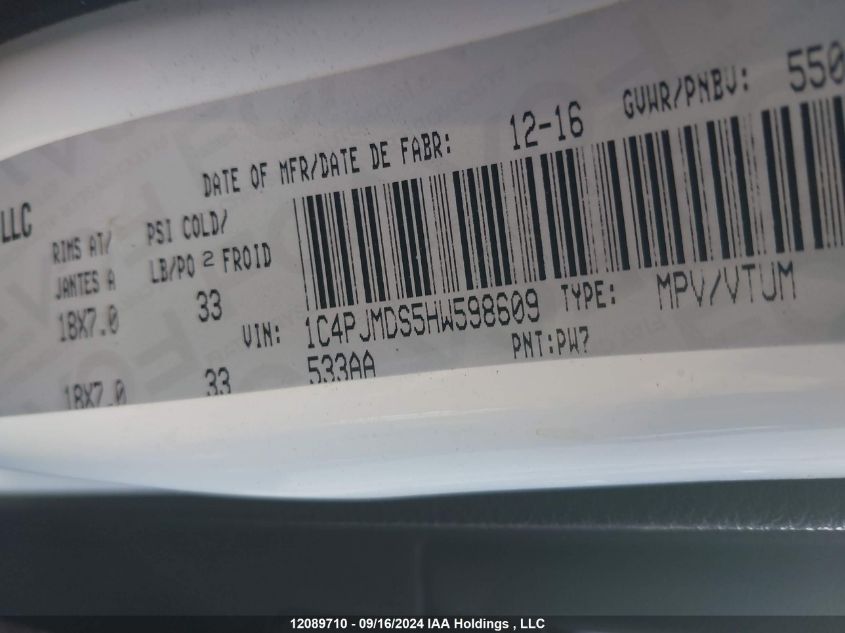 LLC
DATE OF MFR/DATE DE FABR: 12-16 GVWR/PNBV: 550
RIMS AT/ PSI COLD/
JANTES A LB/PO 2 FROID
18X7.0 33
VIN: 1C4PJMDS5HW598609 TYPE: MPV/VTUM
18X7.0 33 533AA PNT:PW7
12089710 - 09/16/2024 IAA Holdings , LLC